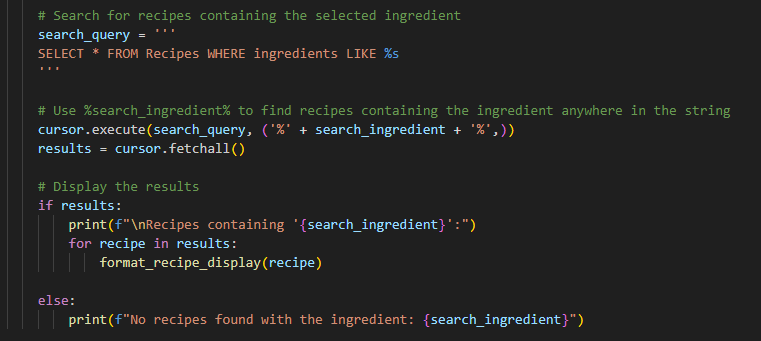 # Search for recipes containing the selected ingredient
search_query = '''
SELECT * FROM Recipes WHERE ingredients LIKE %s
'''
# Use %search_ingredient% to find recipes containing the ingredient anywhere in the string
cursor.execute(search_query, ('%' + search_ingredient + '%',))
results = cursor.fetchall()
# Display the results
if results:
print(f"\nRecipes containing '{search_ingredient}':")
for recipe in results:
format_recipe_display(recipe)
else:
print(f"No recipes found with the ingredient: {search_ingredient}")